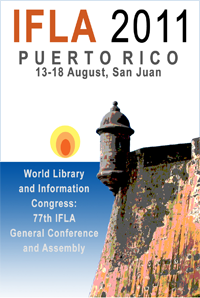 IFLA 2011
PUERTO RICO
13-18 August, San Juan
World Library
and Information
Congress:
77th IFLA
General Conference
and Assembly